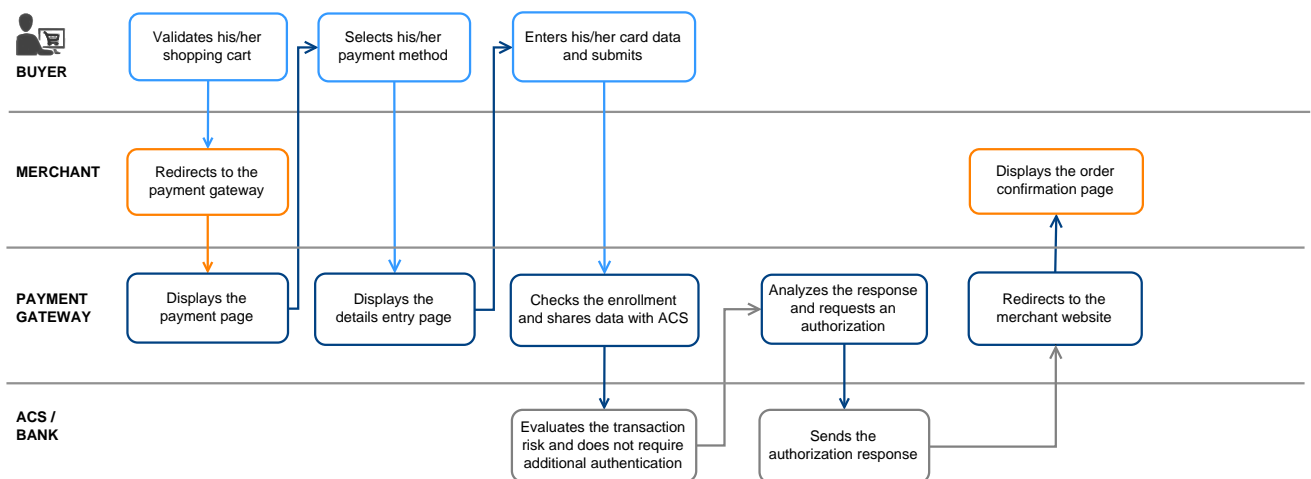 BUYER
Validates his/her
shopping cart
Selects his/her
payment method
Enters his/her card data
and submits
MERCHANT
Redirects to the
payment gateway
Displays the order
confirmation page
PAYMENT
GATEWAY
Displays the
payment page
Displays the
details entry page
Checks the enrollment
and shares data with ACS
Analyzes the response
and requests an
authorization
Redirects to the
merchant website
ACS /
BANK
Evaluates the transaction
risk and does not require
additional authentication
Sends the
authorization response